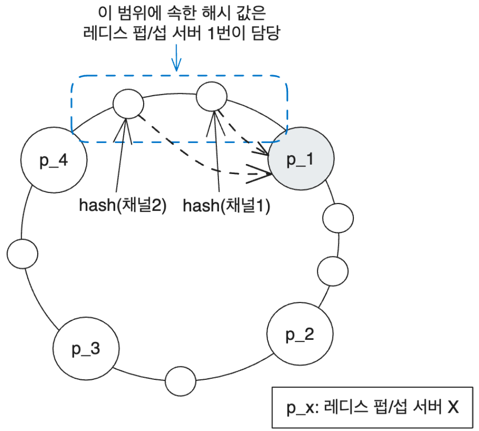 이 범위에 속한 해시 값은
레디스 펍/섭 서버 1번이 담당
p_4
p_1
hash(채널2)
hash(채널1)
p_3
p_2
p_x: 레디스 펍/섭 서버 X